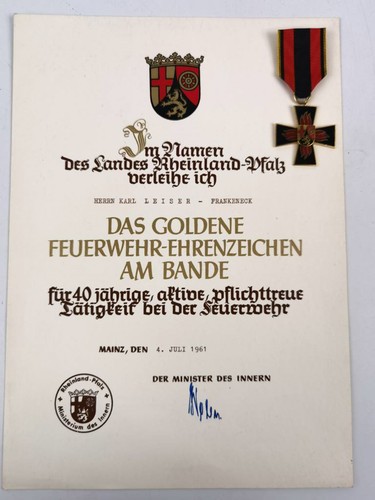 Im Namen
des Landes Rheinland-Pfalz
verleihe ich
HERRN KARL LEISER - FRANKENECK
DAS GOLDENE
FEUERWEHR-EHRENZEICHEN
AM BANDE
für 40 jährige, aktive, pflichttreue
Tätigkeit bei der Feuerwehr
MAINZ, DEN 4. JULI 1961
DER MINISTER DES INNERN
Rheinland-Pfalz
Ministerium des Innern